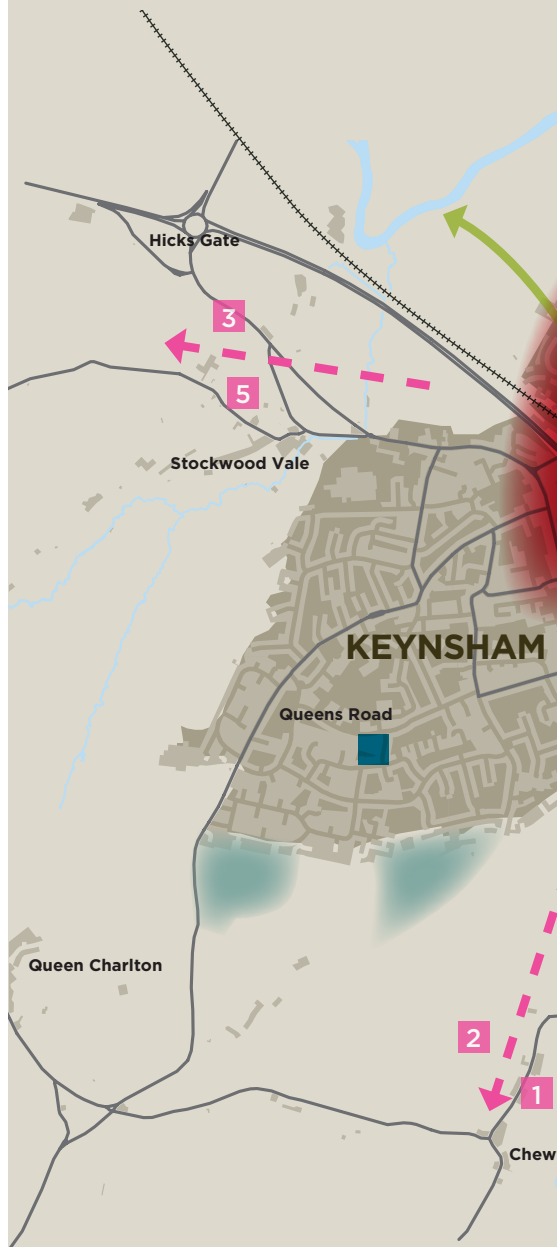 Hicks Gate
3
5
Stockwood Vale
KEYNSHAM
Queens Road
Queen Charlton
2
1
Chew